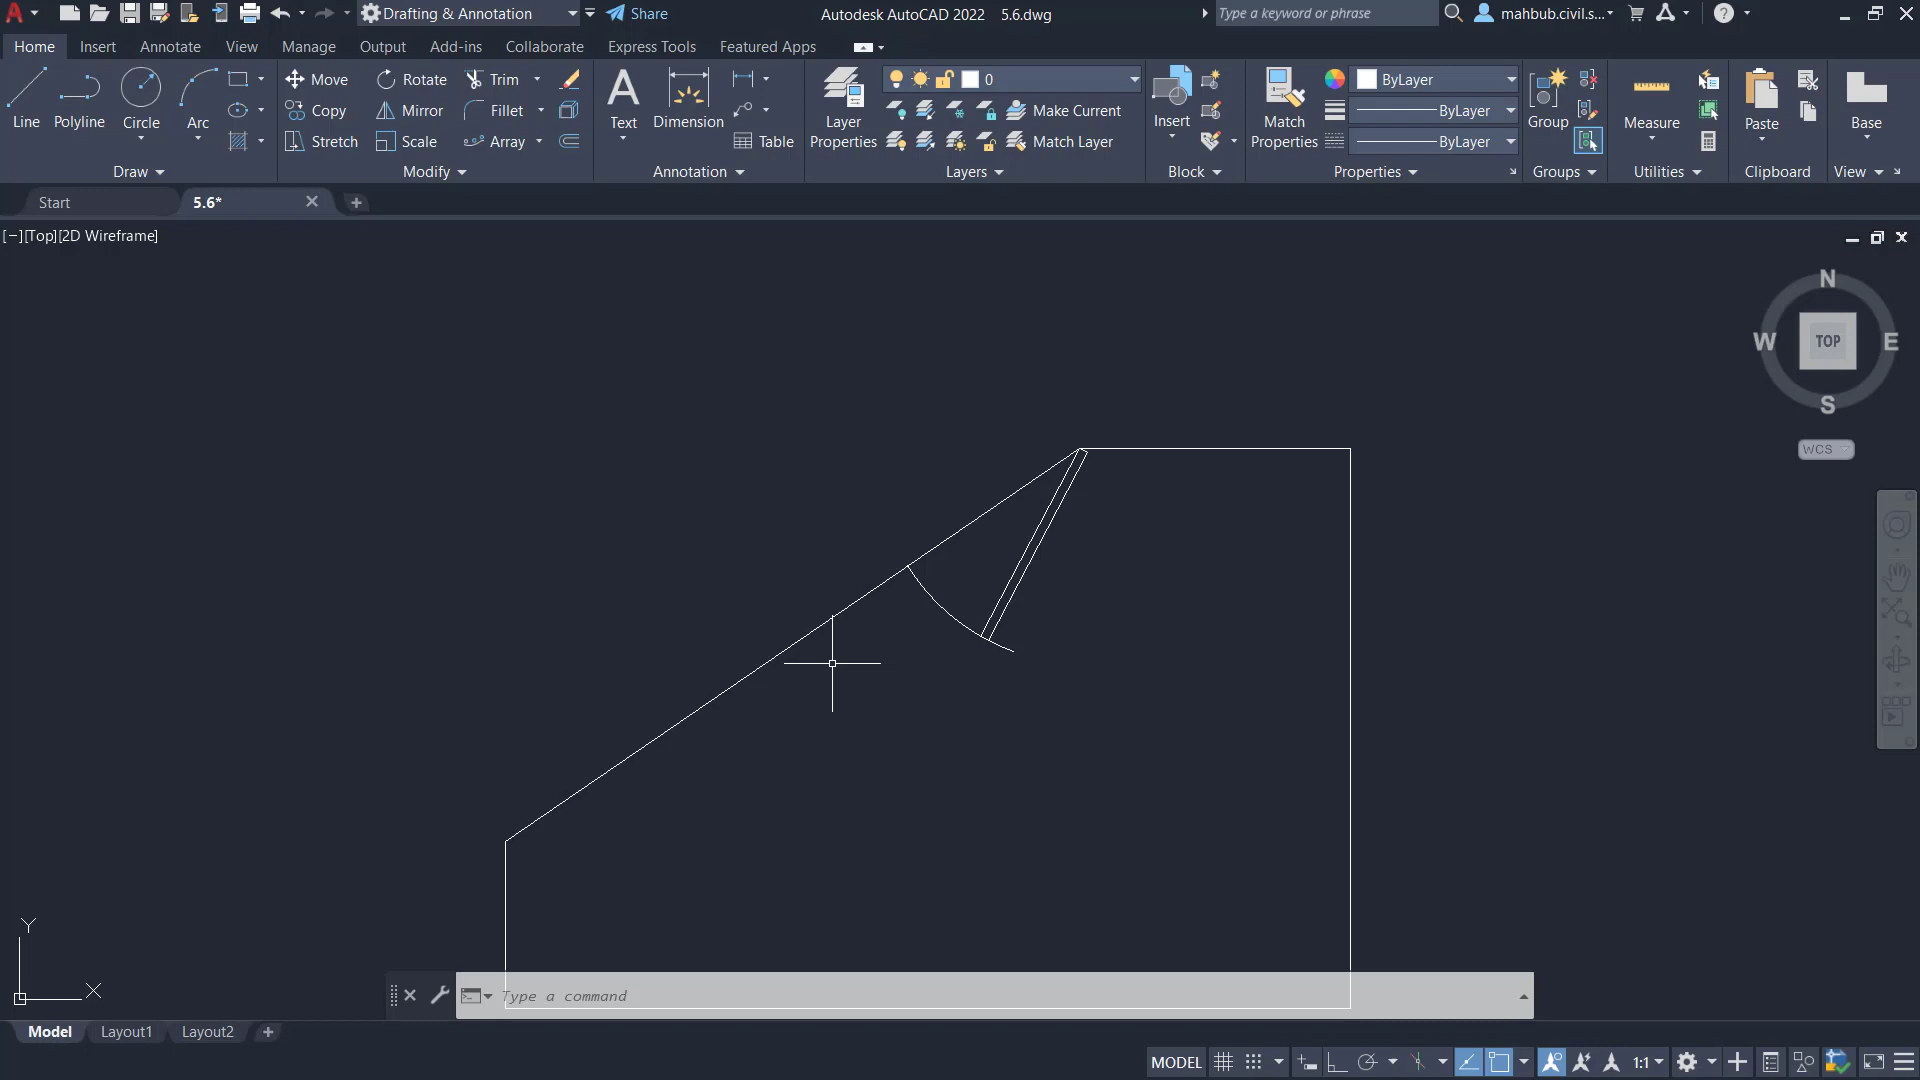 Drafting & Annotation Share Autodesk AutoCAD 2022 5.6.dwg Type a keyword or phrase mahbub.civil.s...
Home Insert Annotate View Manage Output Add-ins Collaborate Express Tools Featured Apps
Line Polyline Circle Arc
Move Rotate Trim
Copy Mirror Fillet
Stretch Scale Array
Text Dimension Table
Layer Properties
0
Make Current
Match Layer
Insert
Match Properties
ByLayer
ByLayer
ByLayer
Group
Measure
Paste
Base
Draw Modify Annotation Layers Block Properties Groups Utilities Clipboard View
Start 5.6*
[−][Top][2D Wireframe]
N
W TOP E
S
WCS
Y
X
Type a command
Model Layout1 Layout2
MODEL 1:1